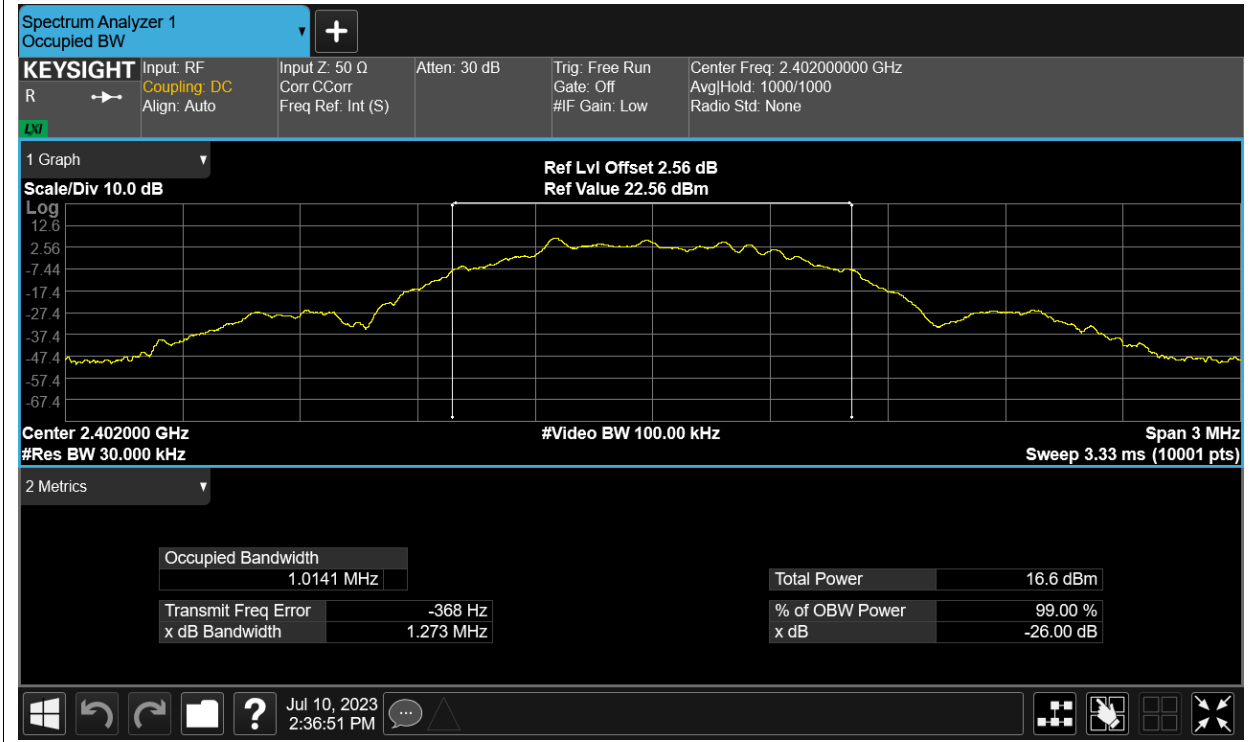 Spectrum Analyzer 1
Occupied BW
KEYSIGHT
R
LXI
Input: RF
Coupling: DC
Align: Auto
Input Z: 50 Ω
Corr CCorr
Freq Ref: Int (S)
Atten: 30 dB
Trig: Free Run
Gate: Off
#IF Gain: Low
Center Freq: 2.402000000 GHz
Avg|Hold: 1000/1000
Radio Std: None
1 Graph
Scale/Div 10.0 dB
Ref Lvl Offset 2.56 dB
Ref Value 22.56 dBm
Log
12.6
2.56
-7.44
-17.4
-27.4
-37.4
-47.4
-57.4
-67.4
Center 2.402000 GHz
#Video BW 100.00 kHz
Span 3 MHz
#Res BW 30.000 kHz
Sweep 3.33 ms (10001 pts)
2 Metrics
Occupied Bandwidth
1.0141 MHz
Total Power 16.6 dBm
Transmit Freq Error -368 Hz
% of OBW Power 99.00 %
x dB Bandwidth 1.273 MHz
x dB -26.00 dB
?
Jul 10, 2023
2:36:51 PM